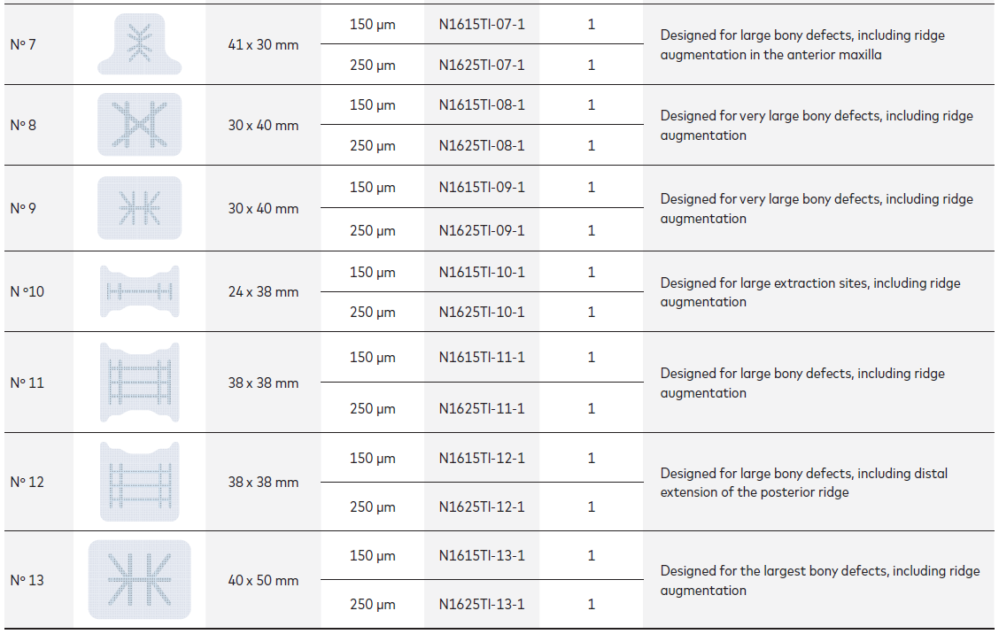 Nº 7
41 x 30 mm
150 µm N1615TI-07-1 1
250 µm N1625TI-07-1 1
Designed for large bony defects, including ridge
augmentation in the anterior maxilla
Nº 8
30 x 40 mm
150 µm N1615TI-08-1 1
250 µm N1625TI-08-1 1
Designed for very large bony defects, including ridge
augmentation
Nº 9
30 x 40 mm
150 µm N1615TI-09-1 1
250 µm N1625TI-09-1 1
Designed for very large bony defects, including ridge
augmentation
N º10
24 x 38 mm
150 µm N1615TI-10-1 1
250 µm N1625TI-10-1 1
Designed for large extraction sites, including ridge
augmentation
Nº 11
38 x 38 mm
150 µm N1615TI-11-1 1
250 µm N1625TI-11-1 1
Designed for large bony defects, including ridge
augmentation
Nº 12
38 x 38 mm
150 µm N1615TI-12-1 1
250 µm N1625TI-12-1 1
Designed for large bony defects, including distal
extension of the posterior ridge
Nº 13
40 x 50 mm
150 µm N1615TI-13-1 1
250 µm N1625TI-13-1 1
Designed for the largest bony defects, including ridge
augmentation